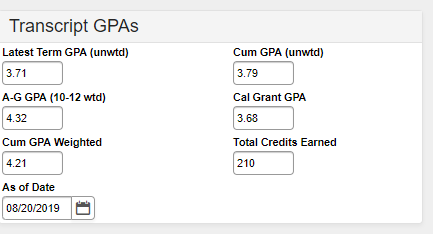 Transcript GPAs
Latest Term GPA (unwtd) Cum GPA (unwtd)
3.71 3.79
A-G GPA (10-12 wtd) Cal Grant GPA
4.32 3.68
Cum GPA Weighted Total Credits Earned
4.21 210
As of Date
08/20/2019